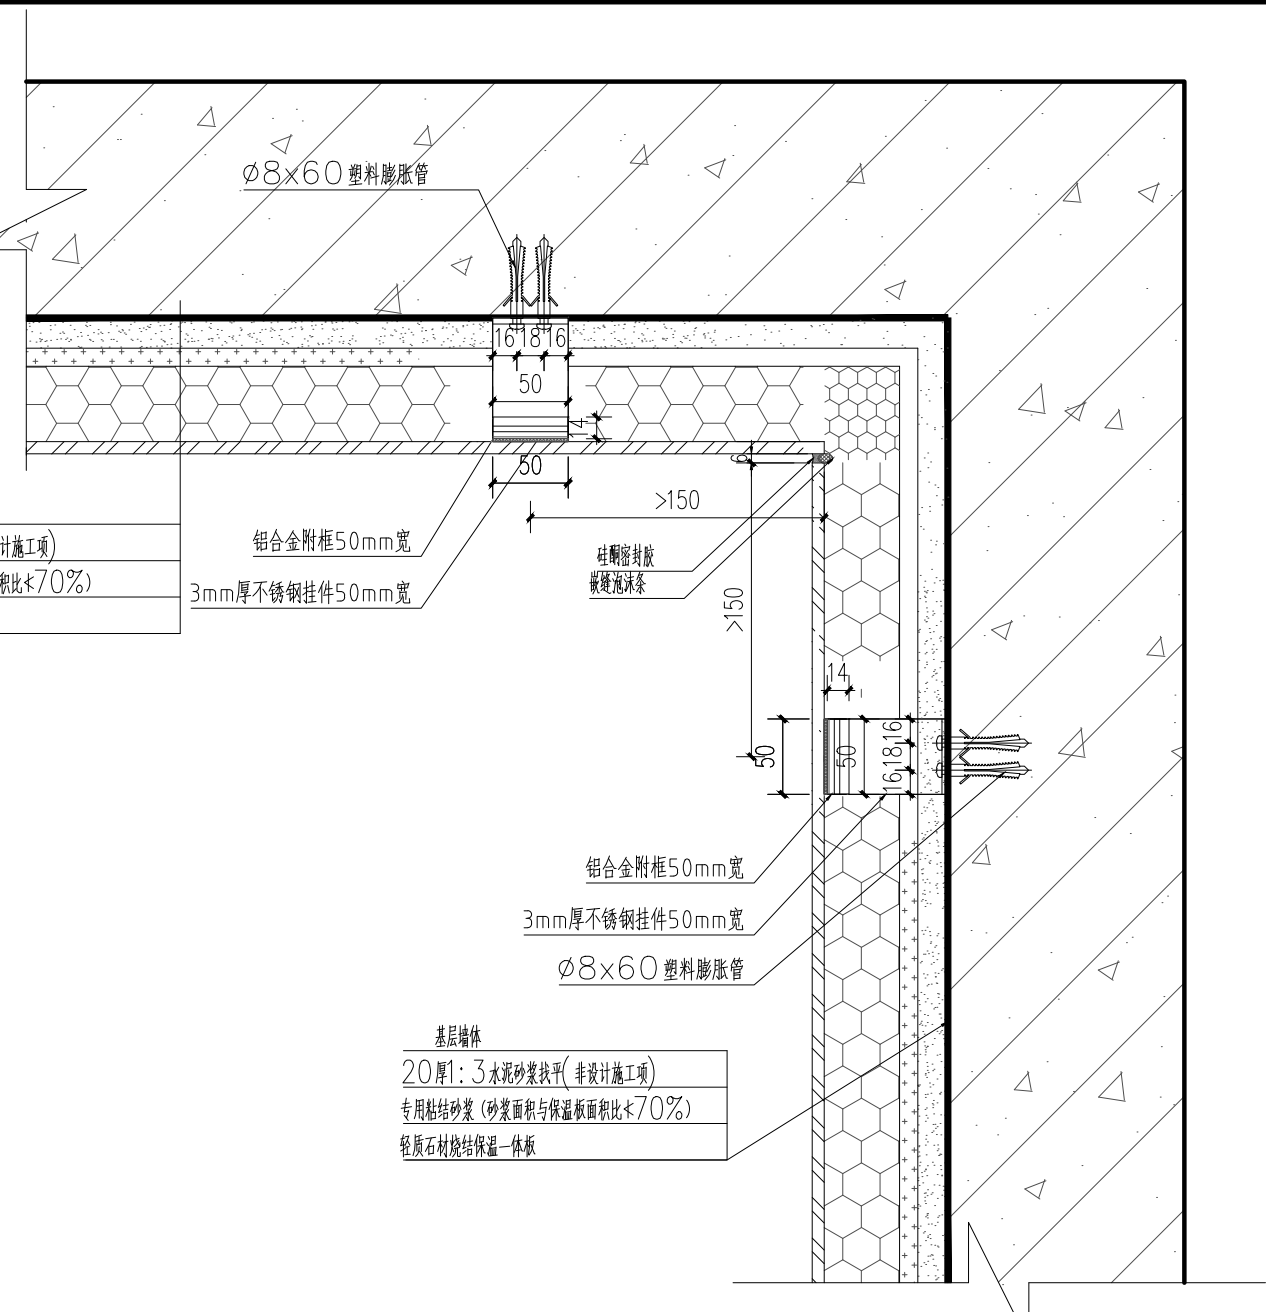 Ø8×60 塑料膨胀管
16 18 16
50
14
50
6
>150
计施工项)
积比≮70%)
铝合金附框50mm宽
3mm厚不锈钢挂件50mm宽
硅酮密封胶
嵌缝泡沫条
>150
14
50
50
16 18 16
铝合金附框50mm宽
3mm厚不锈钢挂件50mm宽
Ø8×60 塑料膨胀管
基层墙体
20厚1:3水泥砂浆找平(非设计施工项)
专用粘结砂浆(砂浆面积与保温板面积比≮70%)
轻质石材烧结保温一体板